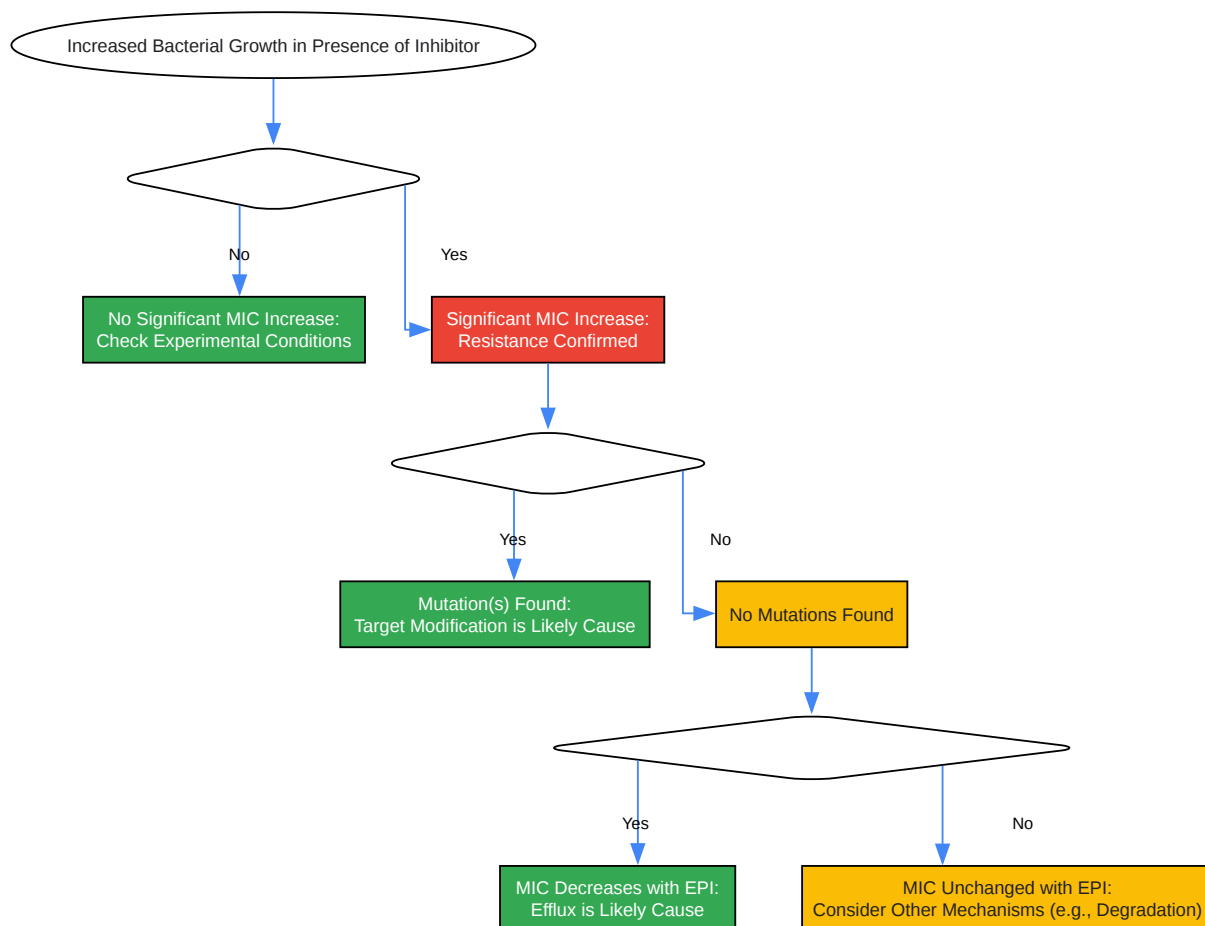 Increased Bacterial Growth in Presence of Inhibitor
No
Yes
No Significant MIC Increase:
Check Experimental Conditions
Significant MIC Increase:
Resistance Confirmed
Yes
No
Mutation(s) Found:
Target Modification is Likely Cause
No Mutations Found
Yes
No
MIC Decreases with EPI:
Efflux is Likely Cause
MIC Unchanged with EPI:
Consider Other Mechanisms (e.g., Degradation)